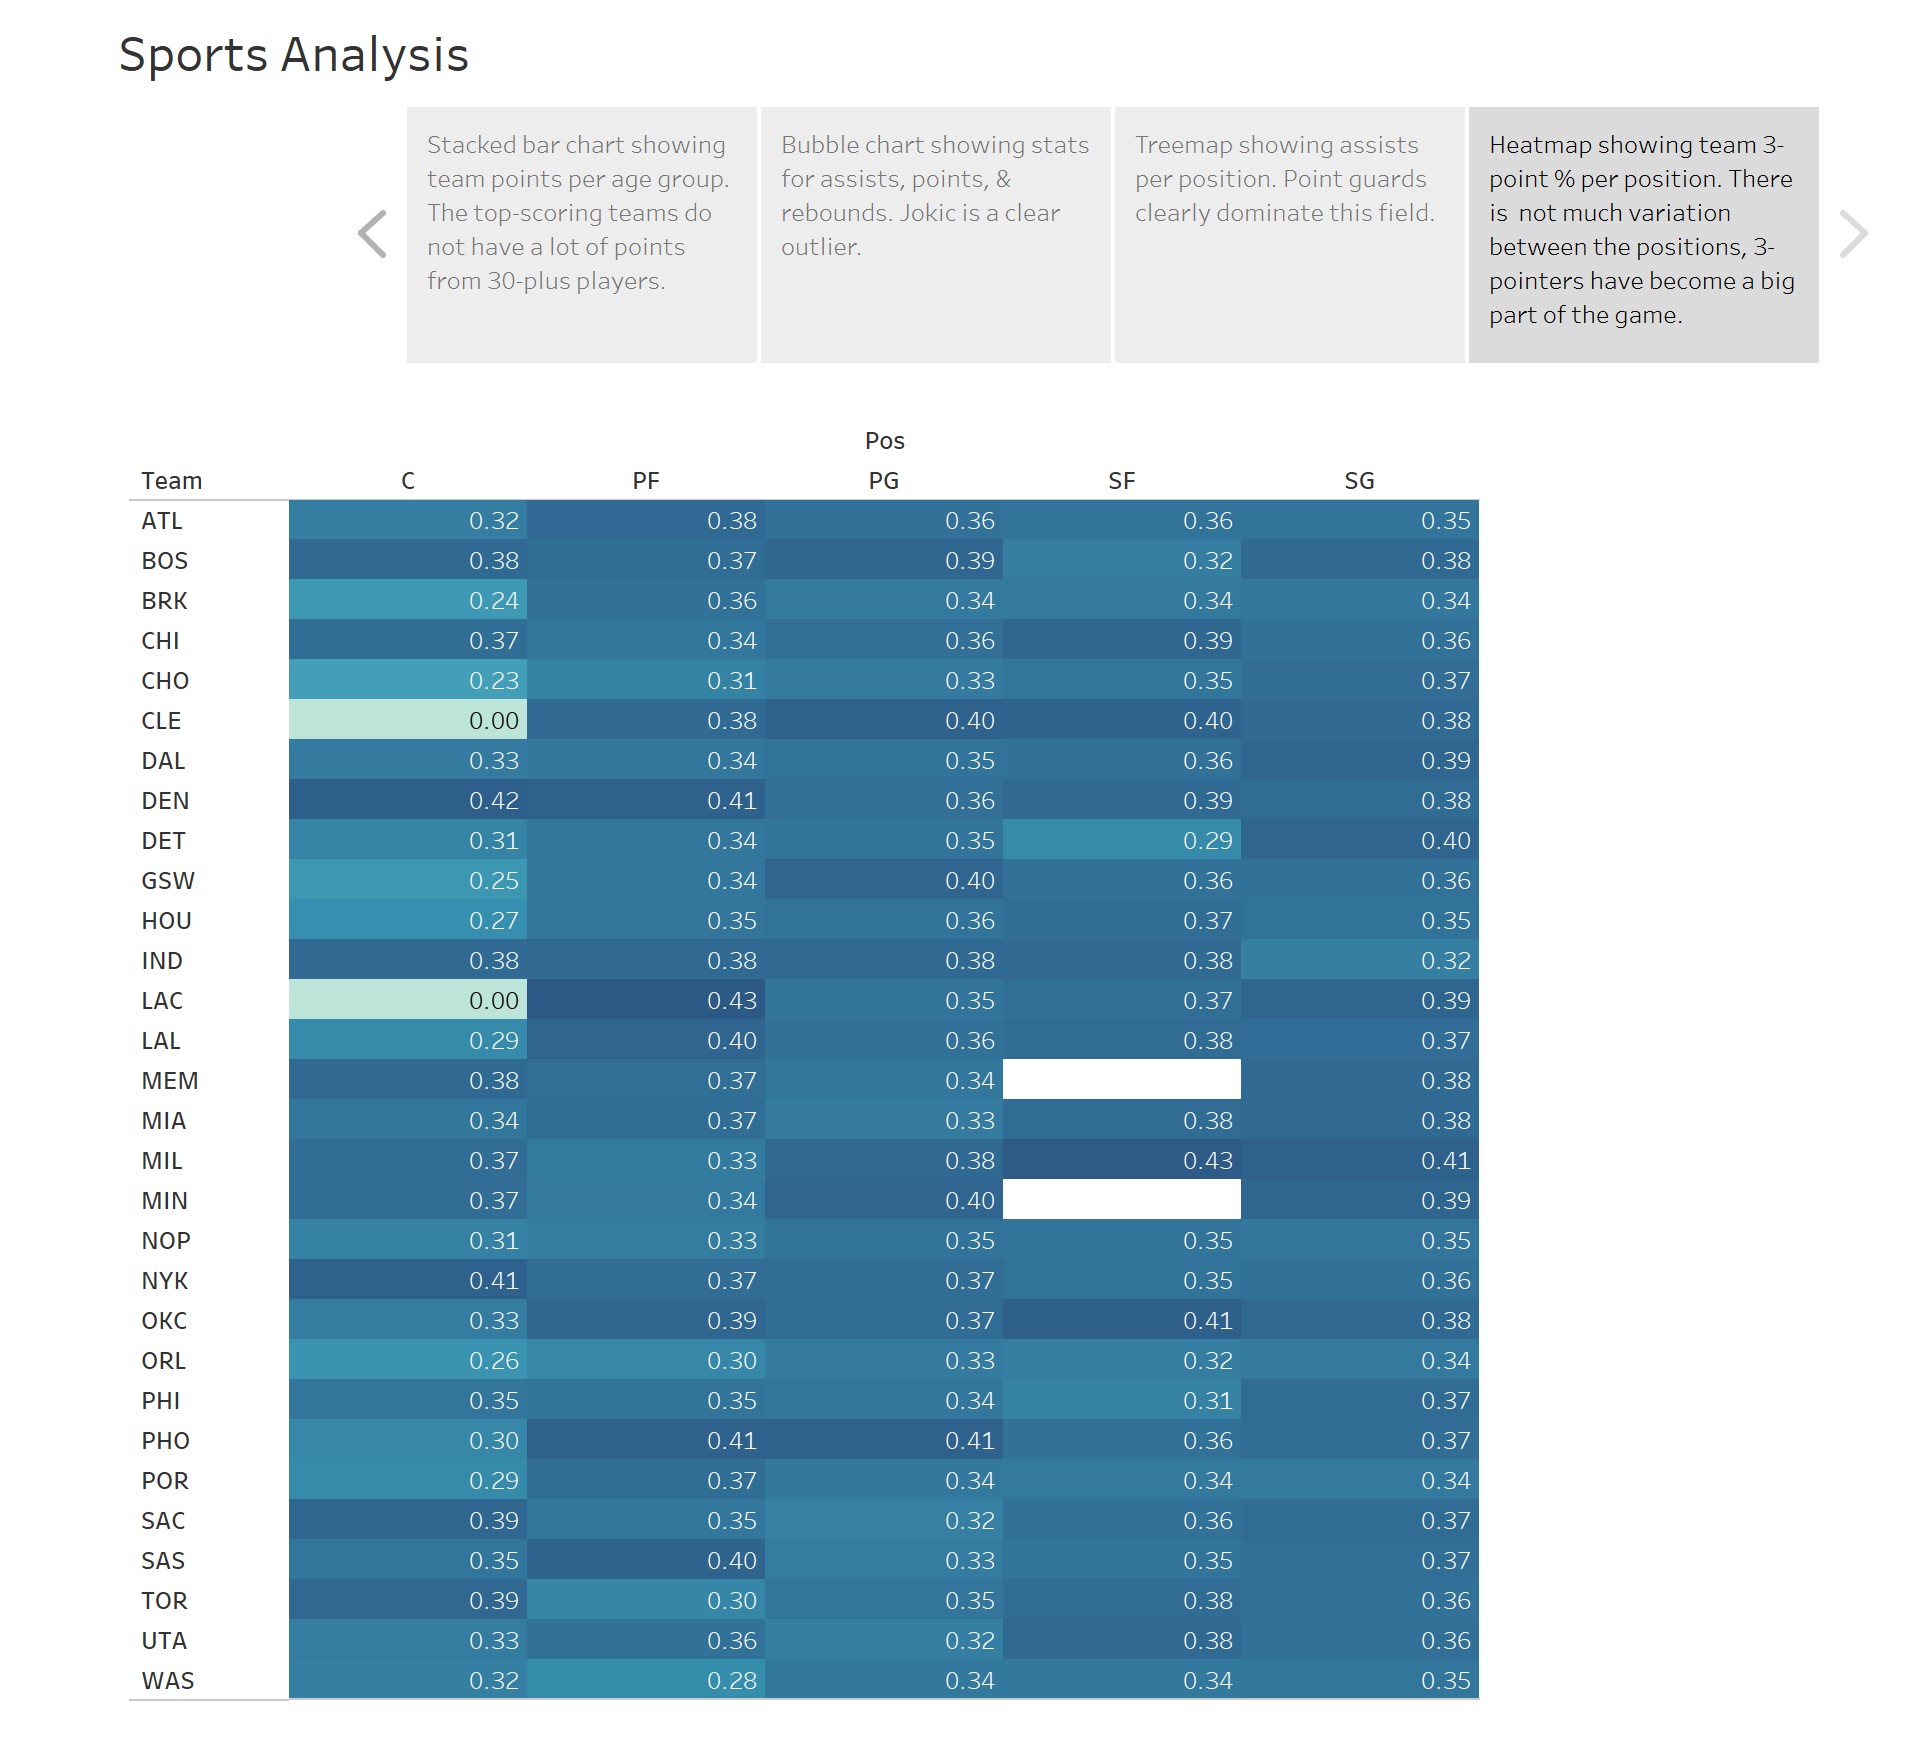 Sports Analysis
Stacked bar chart showing
team points per age group.
The top-scoring teams do
not have a lot of points
from 30-plus players.
Bubble chart showing stats
for assists, points, &
rebounds. Jokic is a clear
outlier.
Treemap showing assists
per position. Point guards
clearly dominate this field.
Heatmap showing team 3-
point % per position. There
is  not much variation
between the positions, 3-
pointers have become a big
part of the game.
Pos
Team C PF PG SF SG
ATL 0.32 0.38 0.36 0.36 0.35
BOS 0.38 0.37 0.39 0.32 0.38
BRK 0.24 0.36 0.34 0.34 0.34
CHI 0.37 0.34 0.36 0.39 0.36
CHO 0.23 0.31 0.33 0.35 0.37
CLE 0.00 0.38 0.40 0.40 0.38
DAL 0.33 0.34 0.35 0.36 0.39
DEN 0.42 0.41 0.36 0.39 0.38
DET 0.31 0.34 0.35 0.29 0.40
GSW 0.25 0.34 0.40 0.36 0.36
HOU 0.27 0.35 0.36 0.37 0.35
IND 0.38 0.38 0.38 0.38 0.32
LAC 0.00 0.43 0.35 0.37 0.39
LAL 0.29 0.40 0.36 0.38 0.37
MEM 0.38 0.37 0.34 0.38
MIA 0.34 0.37 0.33 0.38 0.38
MIL 0.37 0.33 0.38 0.43 0.41
MIN 0.37 0.34 0.40 0.39
NOP 0.31 0.33 0.35 0.35 0.35
NYK 0.41 0.37 0.37 0.35 0.36
OKC 0.33 0.39 0.37 0.41 0.38
ORL 0.26 0.30 0.33 0.32 0.34
PHI 0.35 0.35 0.34 0.31 0.37
PHO 0.30 0.41 0.41 0.36 0.37
POR 0.29 0.37 0.34 0.34 0.34
SAC 0.39 0.35 0.32 0.36 0.37
SAS 0.35 0.40 0.33 0.35 0.37
TOR 0.39 0.30 0.35 0.38 0.36
UTA 0.33 0.36 0.32 0.38 0.36
WAS 0.32 0.28 0.34 0.34 0.35